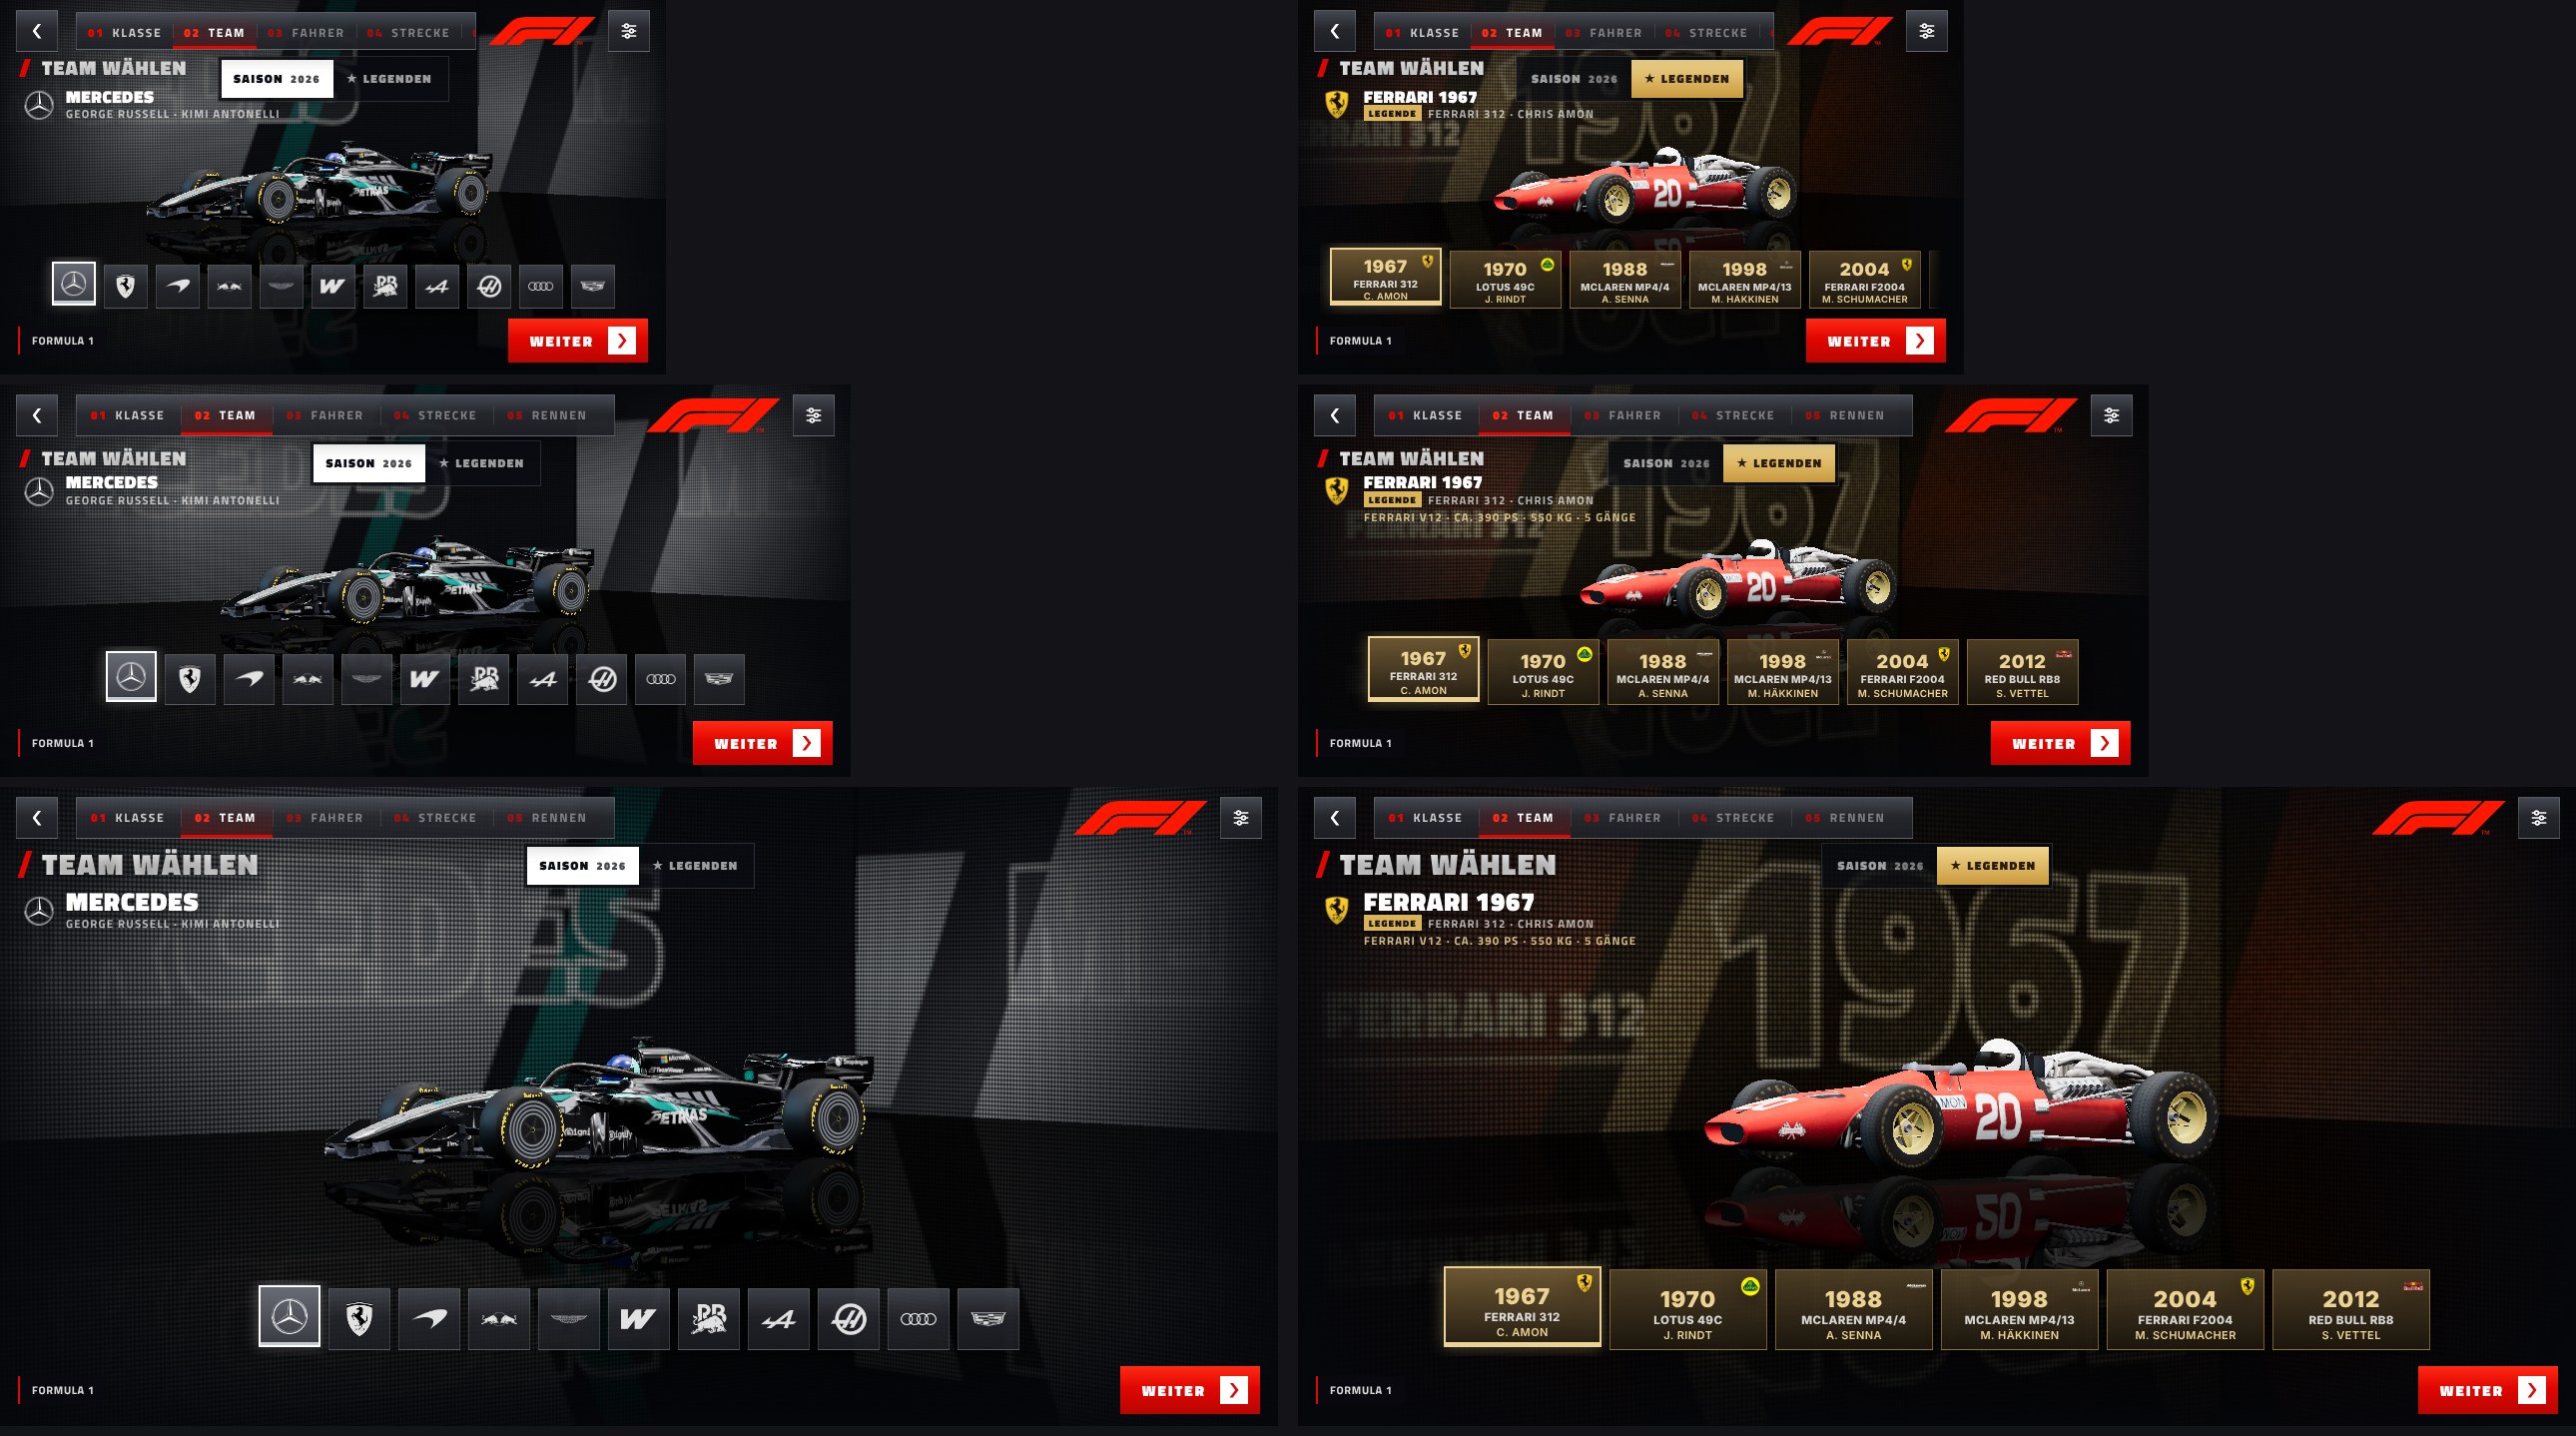 01 KLASSE 02 TEAM 03 FAHRER 04 STRECKE
TEAM WÄHLEN
SAISON 2026 ★ LEGENDEN
MERCEDES
GEORGE RUSSELL · KIMI ANTONELLI
FORMULA 1
WEITER
01 KLASSE 02 TEAM 03 FAHRER 04 STRECKE
TEAM WÄHLEN
SAISON 2026 ★ LEGENDEN
FERRARI 1967
LEGENDE FERRARI 312 · CHRIS AMON
1967
20
1967 1970 1988 1998 2004
FERRARI 312 LOTUS 49C MCLAREN MP4/4 MCLAREN MP4/13 FERRARI F2004
C. AMON J. RINDT A. SENNA M. HÄKKINEN M. SCHUMACHER
FORMULA 1
WEITER
01 KLASSE 02 TEAM 03 FAHRER 04 STRECKE 05 RENNEN
TEAM WÄHLEN
SAISON 2026 ★ LEGENDEN
MERCEDES
GEORGE RUSSELL · KIMI ANTONELLI
FORMULA 1
WEITER
01 KLASSE 02 TEAM 03 FAHRER 04 STRECKE 05 RENNEN
TEAM WÄHLEN
SAISON 2026 ★ LEGENDEN
FERRARI 1967
LEGENDE FERRARI 312 · CHRIS AMON
FERRARI V12 · CA. 390 PS · 550 KG · 5 GÄNGE
1967
FERRARI 312
20
1967 1970 1988 1998 2004 2012
FERRARI 312 LOTUS 49C MCLAREN MP4/4 MCLAREN MP4/13 FERRARI F2004 RED BULL RB8
C. AMON J. RINDT A. SENNA M. HÄKKINEN M. SCHUMACHER S. VETTEL
FORMULA 1
WEITER
01 KLASSE 02 TEAM 03 FAHRER 04 STRECKE 05 RENNEN
TEAM WÄHLEN
SAISON 2026 ★ LEGENDEN
MERCEDES
GEORGE RUSSELL · KIMI ANTONELLI
FORMULA 1
WEITER
01 KLASSE 02 TEAM 03 FAHRER 04 STRECKE 05 RENNEN
TEAM WÄHLEN
SAISON 2026 ★ LEGENDEN
FERRARI 1967
LEGENDE FERRARI 312 · CHRIS AMON
FERRARI V12 · CA. 390 PS · 550 KG · 5 GÄNGE
1967
FERRARI 312
20
1967 1970 1988 1998 2004 2012
FERRARI 312 LOTUS 49C MCLAREN MP4/4 MCLAREN MP4/13 FERRARI F2004 RED BULL RB8
C. AMON J. RINDT A. SENNA M. HÄKKINEN M. SCHUMACHER S. VETTEL
FORMULA 1
WEITER